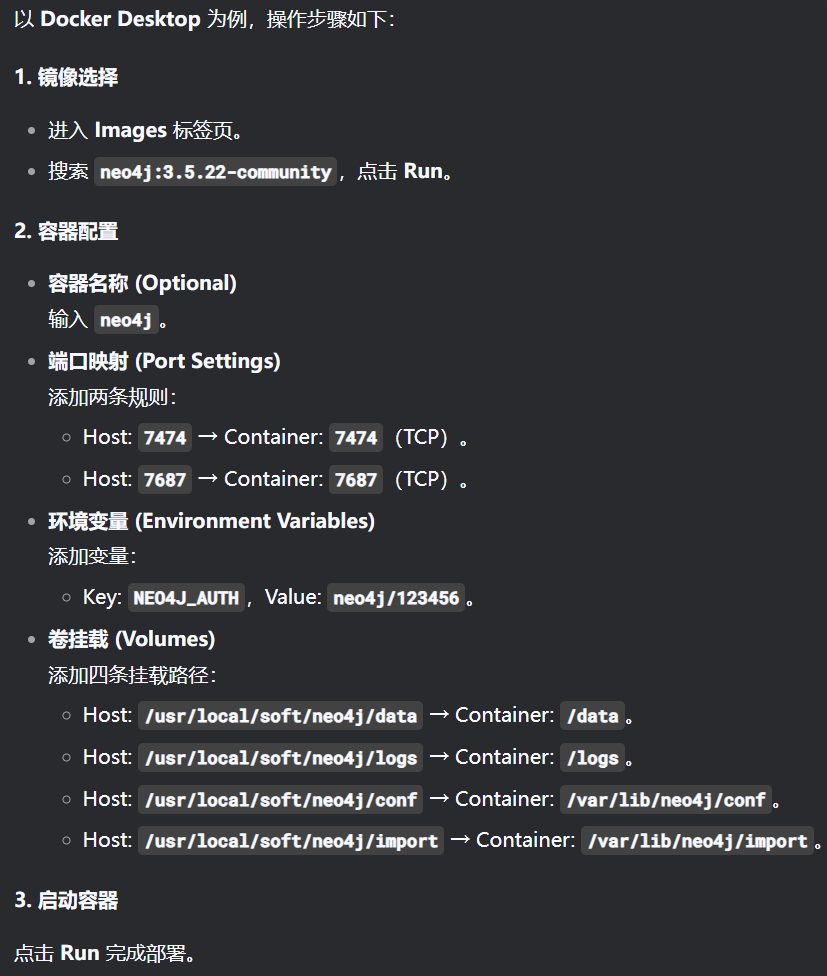 以 Docker Desktop 为例，操作步骤如下：
1. 镜像选择
• 进入 Images 标签页。
• 搜索 neo4j:3.5.22-community，点击 Run。
2. 容器配置
• 容器名称 (Optional)
输入 neo4j。
• 端口映射 (Port Settings)
添加两条规则：
○ Host: 7474 → Container: 7474（TCP）。
○ Host: 7687 → Container: 7687（TCP）。
• 环境变量 (Environment Variables)
添加变量：
○ Key: NEO4J_AUTH，Value: neo4j/123456。
• 卷挂载 (Volumes)
添加四条挂载路径：
○ Host: /usr/local/soft/neo4j/data → Container: /data。
○ Host: /usr/local/soft/neo4j/logs → Container: /logs。
○ Host: /usr/local/soft/neo4j/conf → Container: /var/lib/neo4j/conf。
○ Host: /usr/local/soft/neo4j/import → Container: /var/lib/neo4j/import。
3. 启动容器
点击 Run 完成部署。